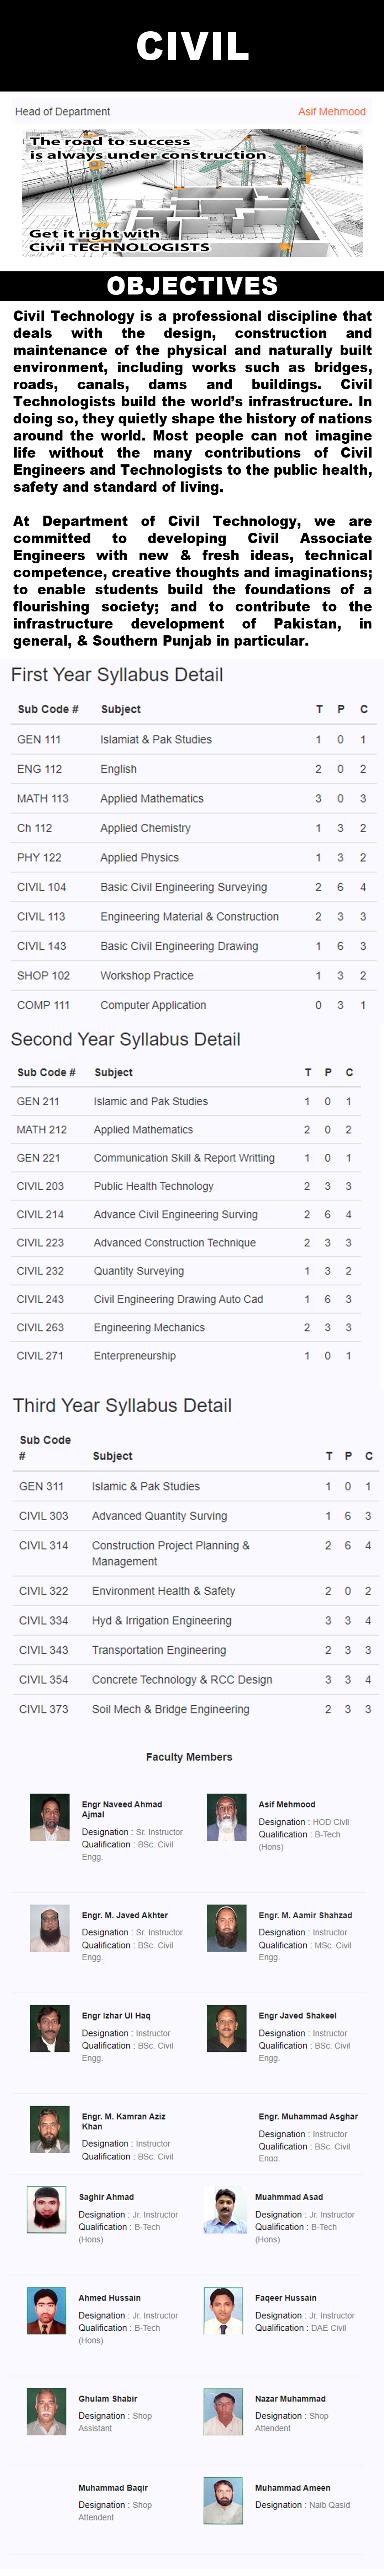 CIVIL
Head of Department Asif Mehmood
The road to success
is always under construction
Get it right with
Civil TECHNOLOGISTS
OBJECTIVES
Civil Technology is a professional discipline that
deals with the design, construction and
maintenance of the physical and naturally built
environment, including works such as bridges,
roads, canals, dams and buildings. Civil
Technologists build the world's infrastructure. In
doing so, they quietly shape the history of nations
around the world. Most people can not imagine
life without the many contributions of Civil
Engineers and Technologists to the public health,
safety and standard of living.
At Department of Civil Technology, we are
committed to developing Civil Associate
Engineers with new & fresh ideas, technical
competence, creative thoughts and imaginations;
to enable students build the foundations of a
flourishing society; and to contribute to the
infrastructure development of Pakistan, in
general, & Southern Punjab in particular.
First Year Syllabus Detail
Sub Code # Subject T P C
GEN 111 Islamiat & Pak Studies 1 0 1
ENG 112 English 2 0 2
MATH 113 Applied Mathematics 3 0 3
Ch 112 Applied Chemistry 1 3 2
PHY 122 Applied Physics 1 3 2
CIVIL 104 Basic Civil Engineering Surveying 2 6 4
CIVIL 113 Engineering Material & Construction 2 3 3
CIVIL 143 Basic Civil Engineering Drawing 1 6 3
SHOP 102 Workshop Practice 1 3 2
COMP 111 Computer Application 0 3 1
Second Year Syllabus Detail
Sub Code # Subject T P C
GEN 211 Islamic and Pak Studies 1 0 1
MATH 212 Applied Mathematics 2 0 2
GEN 221 Communication Skill & Report Writting 1 0 1
CIVIL 203 Public Health Technology 2 3 3
CIVIL 214 Advance Civil Engineering Surving 2 6 4
CIVIL 223 Advanced Construction Technique 2 3 3
CIVIL 232 Quantity Surveying 1 3 2
CIVIL 243 Civil Engineering Drawing Auto Cad 1 6 3
CIVIL 263 Engineering Mechanics 2 3 3
CIVIL 271 Enterpreneurship 1 0 1
Third Year Syllabus Detail
Sub Code
# Subject T P C
GEN 311 Islamic & Pak Studies 1 0 1
CIVIL 303 Advanced Quantity Surving 1 6 3
CIVIL 314 Construction Project Planning & 2 6 4
Management
CIVIL 322 Environment Health & Safety 2 0 2
CIVIL 334 Hyd & Irrigation Engineering 3 3 4
CIVIL 343 Transportation Engineering 2 3 3
CIVIL 354 Concrete Technology & RCC Design 3 3 4
CIVIL 373 Soil Mech & Bridge Engineering 2 3 3
Faculty Members
Engr Naveed Ahmad
Ajmal
Designation : Sr. Instructor
Qualification : BSc. Civil
Engg.
Asif Mehmood
Designation : HOD Civil
Qualification : B-Tech
(Hons)
Engr. M. Javed Akhter
Designation : Sr. Instructor
Qualification : BSc. Civil
Engg.
Engr. M. Aamir Shahzad
Designation : Instructor
Qualification : MSc. Civil
Engg.
Engr Izhar Ul Haq
Designation : Instructor
Qualification : BSc. Civil
Engg.
Engr Javed Shakeel
Designation : Instructor
Qualification : BSc. Civil
Engg.
Engr. M. Kamran Aziz
Khan
Designation : Instructor
Qualification : BSc. Civil
Engr. Muhammad Asghar
Designation : Instructor
Qualification : BSc. Civil
Engg.
Saghir Ahmad
Designation : Jr. Instructor
Qualification : B-Tech
(Hons)
Muahmmad Asad
Designation : Jr. Instructor
Qualification : B-Tech
(Hons)
Ahmed Hussain
Designation : Jr. Instructor
Qualification : B-Tech
(Hons)
Faqeer Hussain
Designation : Jr. Instructor
Qualification : DAE Civil
Ghulam Shabir
Designation : Shop
Assistant
Nazar Muhammad
Designation : Shop
Attendent
Muhammad Baqir
Designation : Shop
Attendent
Muhammad Ameen
Designation : Naib Qasid